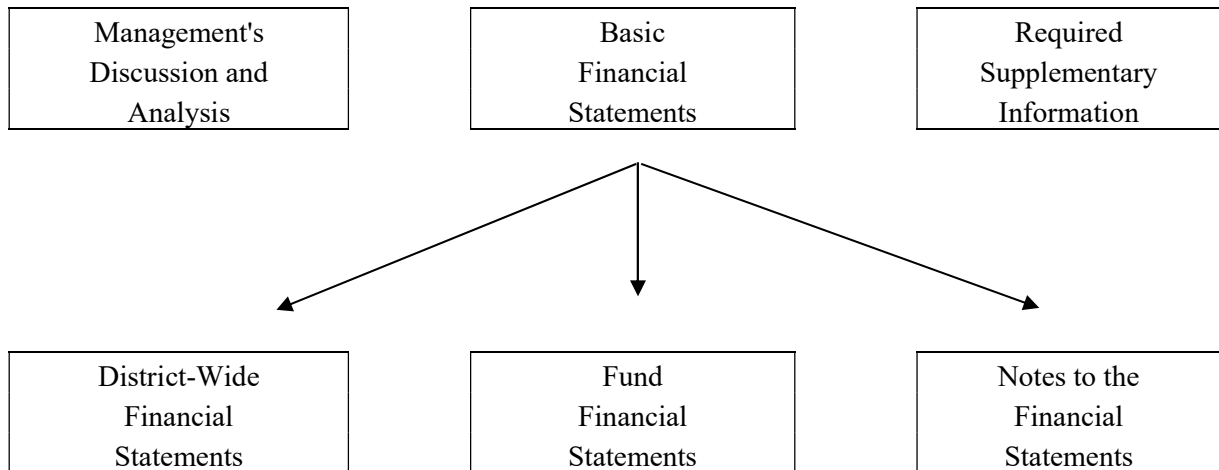 Management's
Discussion and
Analysis
Basic
Financial
Statements
Required
Supplementary
Information
District-Wide
Financial
Statements
Fund
Financial
Statements
Notes to the
Financial
Statements